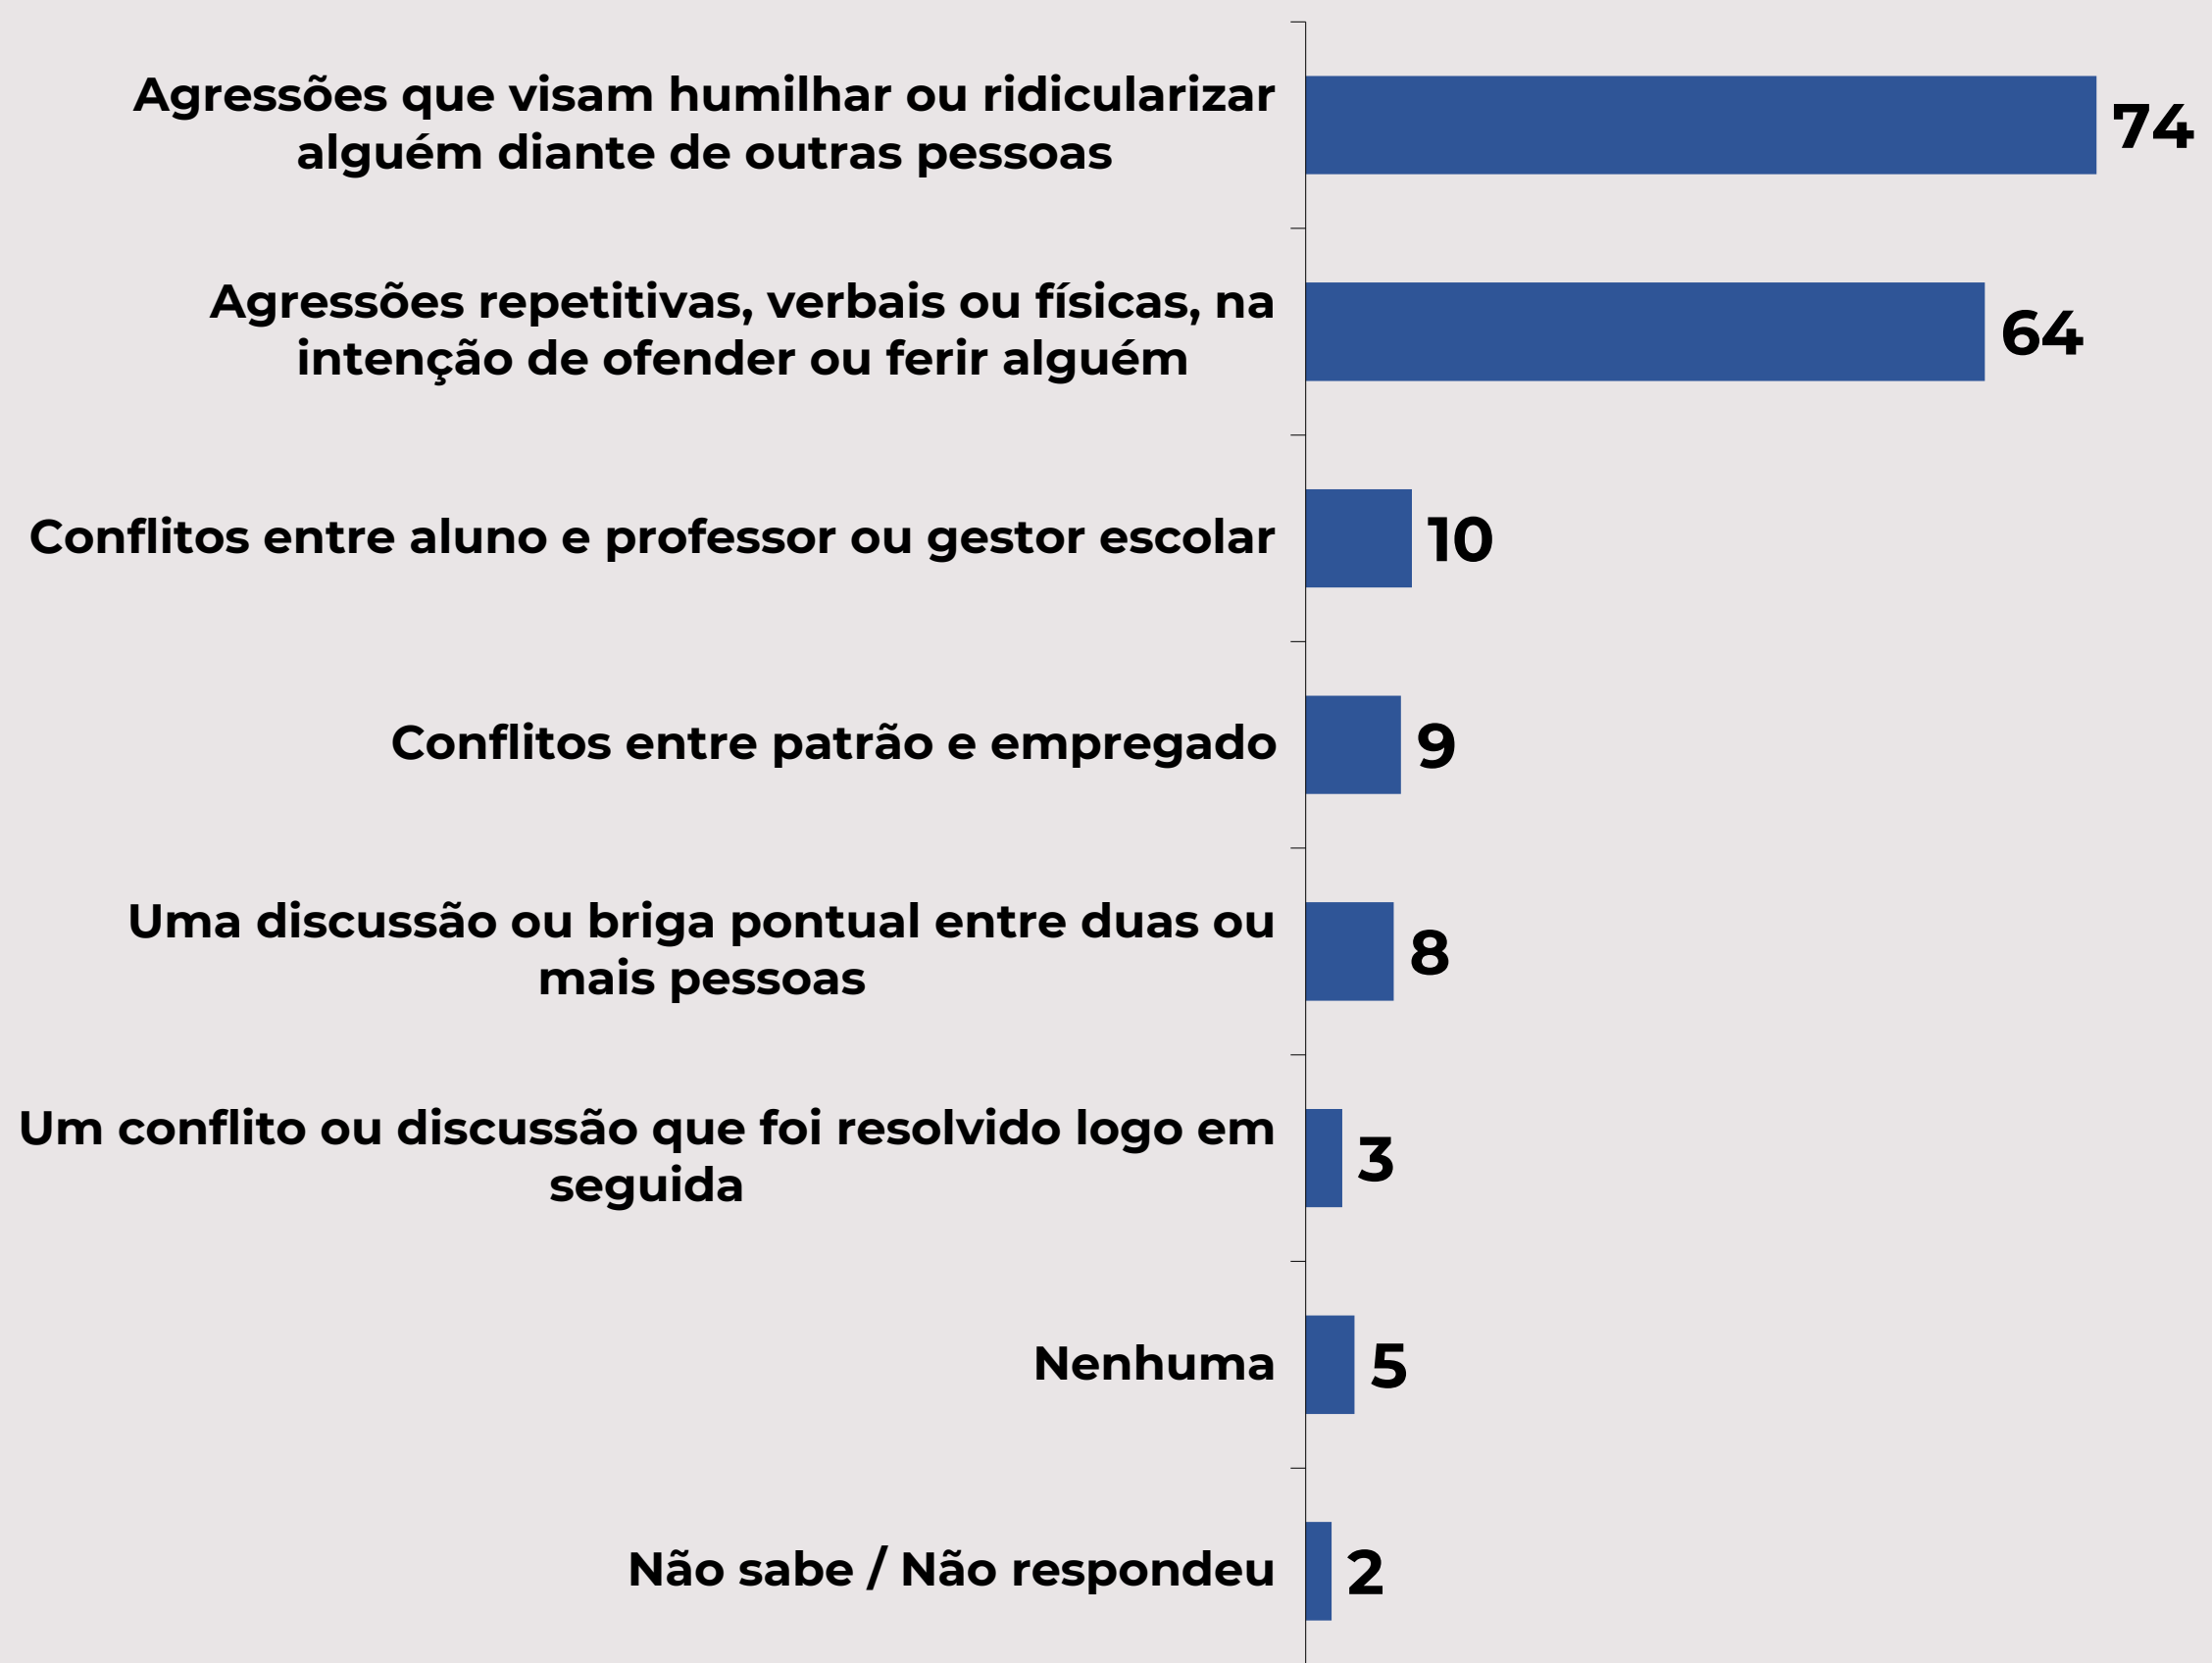 Agressões que visam humilhar ou ridicularizar
alguém diante de outras pessoas
74
Agressões repetitivas, verbais ou físicas, na
intenção de ofender ou ferir alguém
64
Conflitos entre aluno e professor ou gestor escolar
10
Conflitos entre patrão e empregado
9
Uma discussão ou briga pontual entre duas ou
mais pessoas
8
Um conflito ou discussão que foi resolvido logo em
seguida
3
Nenhuma
5
Não sabe / Não respondeu
2